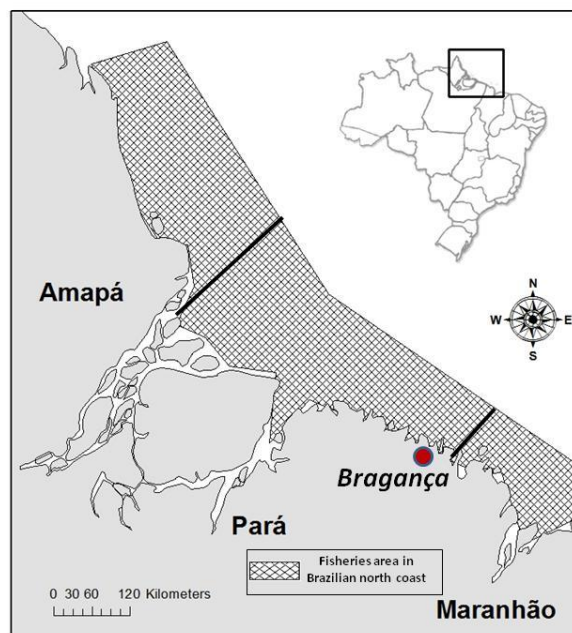 N
W
E
S
Amapá
Bragança
Pará
Fisheries area in
Brazilian north coast
0 30 60 120 Kilometers
Maranhão